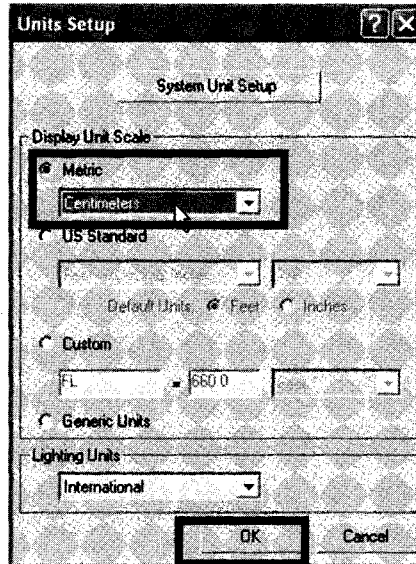 Units Setup
System Unit Setup
Display Unit Scale
Metric
Centimeters
US Standard
Default Units: Feet Inches
Custom
FL = 660.0
Generic Units
Lighting Units
International
OK Cancel